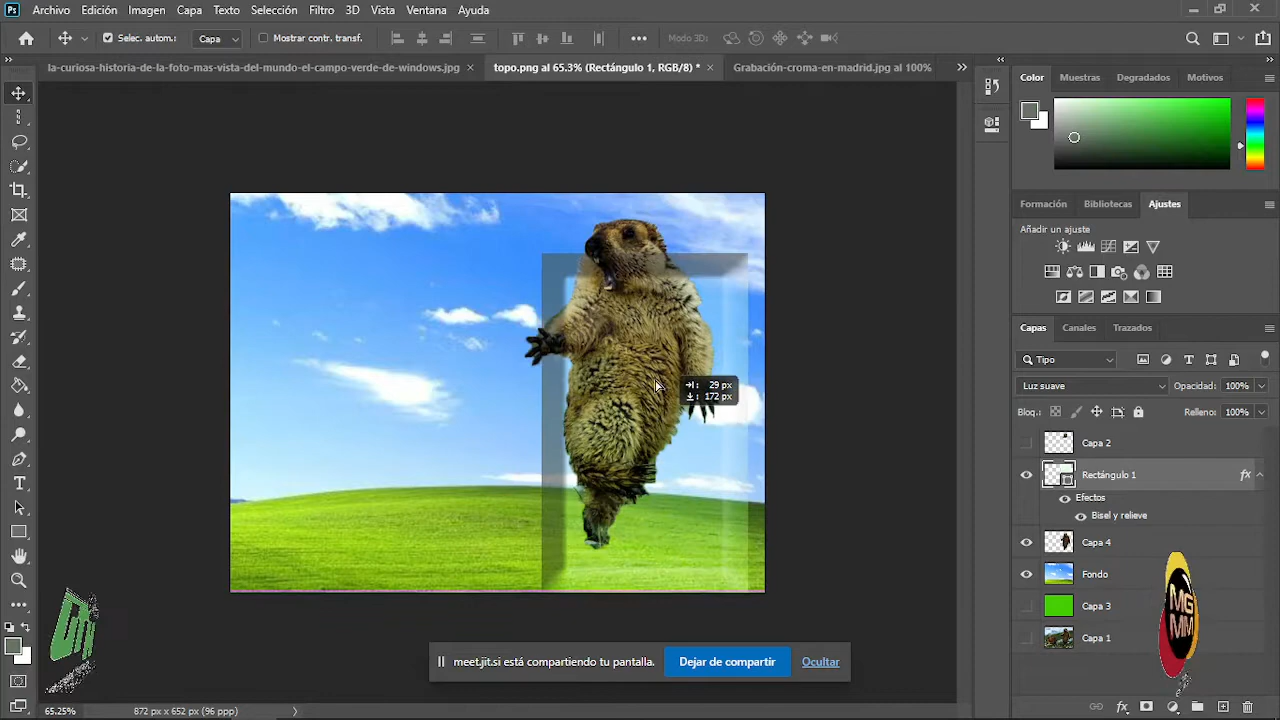 Ps Archivo Edición Imagen Capa Texto Selección Filtro 3D Vista Ventana Ayuda
Selec. autom.: Capa Mostrar contr. transf. Modo 3D:
la-curiosa-historia-de-la-foto-mas-vista-del-mundo-el-campo-verde-de-windows.jpg topo.png al 65.3% (Rectángulo 1, RGB/8) * Grabación-croma-en-madrid.jpg al 100%
Color Muestras Degradados Motivos
Formación Bibliotecas Ajustes
Añadir un ajuste
Capas Canales Trazados
Tipo
Luz suave Opacidad: 100%
Bloq.: Relleno: 100%
Capa 2
Rectángulo 1 fx
Efectos
Bisel y relieve
Capa 4
Fondo
Capa 3
Capa 1
29 px
172 px
MG
MM
meet.jit.si está compartiendo tu pantalla. Dejar de compartir Ocultar
65.25% 872 px x 652 px (96 ppp)